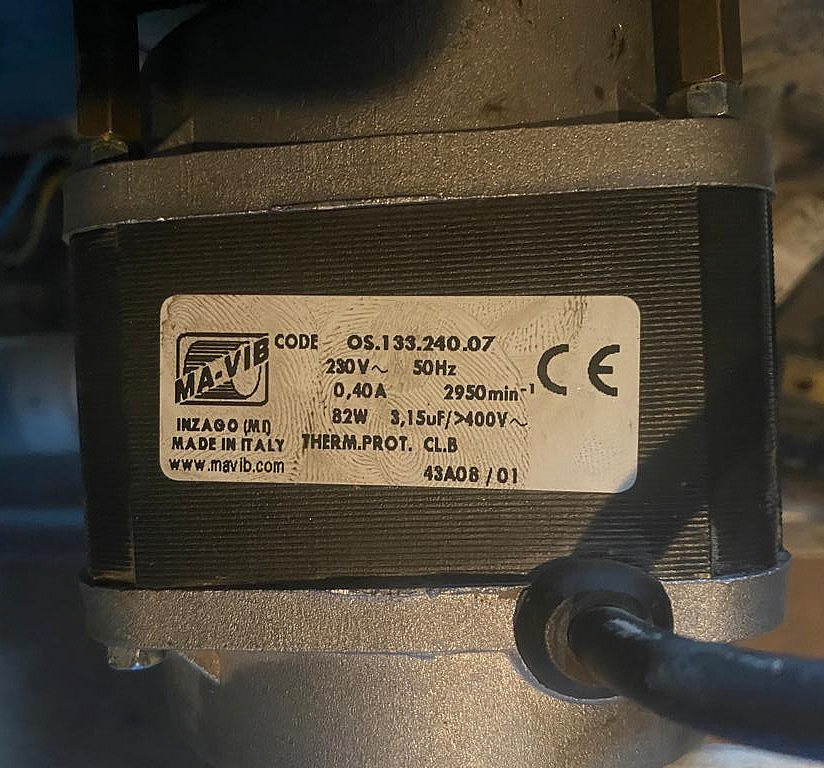 MA-VIB
CODE OS.133.240.07
230V~ 50Hz
0,40A 2950min-1
82W 3,15uF/>400V~
THERM.PROT. CL.B
43A08 / 01
CE
INZAGO (MI)
MADE IN ITALY
www.mavib.com